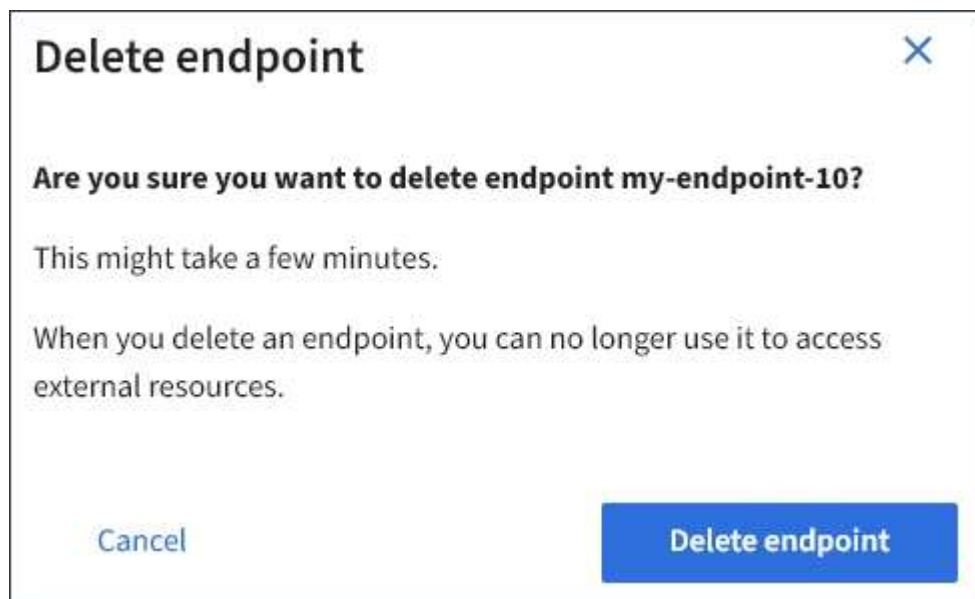 Delete endpoint
Are you sure you want to delete endpoint my-endpoint-10?
This might take a few minutes.
When you delete an endpoint, you can no longer use it to access
external resources.
Cancel
Delete endpoint